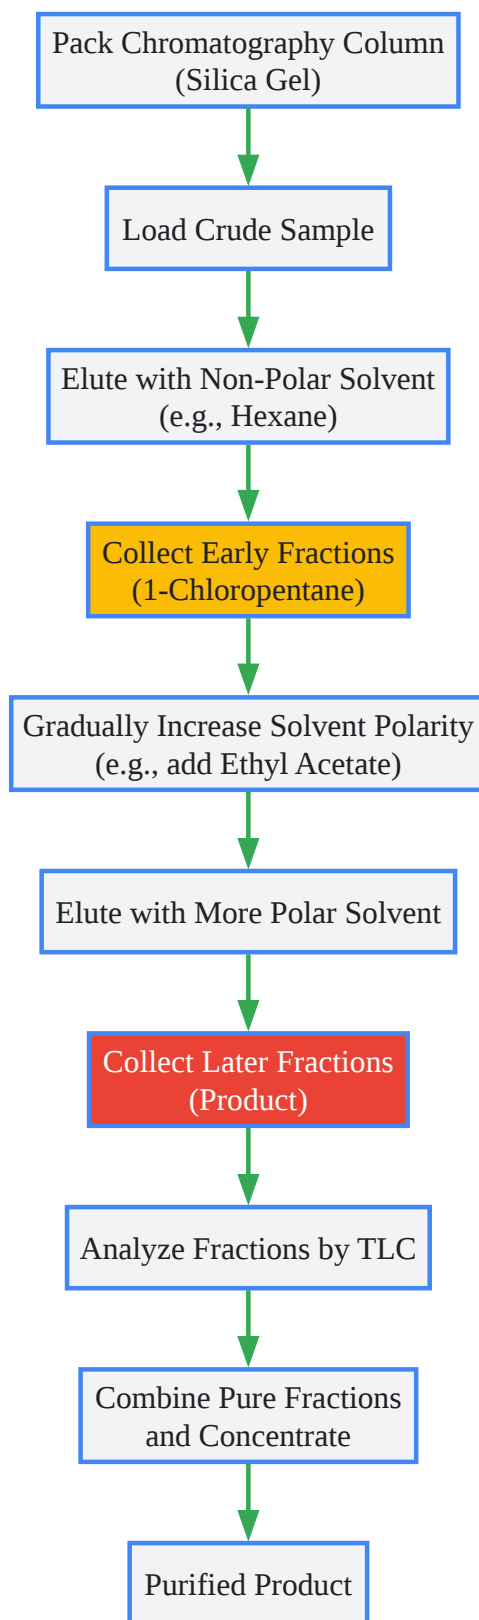 Pack Chromatography Column
(Silica Gel)
Load Crude Sample
Elute with Non-Polar Solvent
(e.g., Hexane)
Collect Early Fractions
(1-Chloropentane)
Gradually Increase Solvent Polarity
(e.g., add Ethyl Acetate)
Elute with More Polar Solvent
Collect Later Fractions
(Product)
Analyze Fractions by TLC
Combine Pure Fractions
and Concentrate
Purified Product